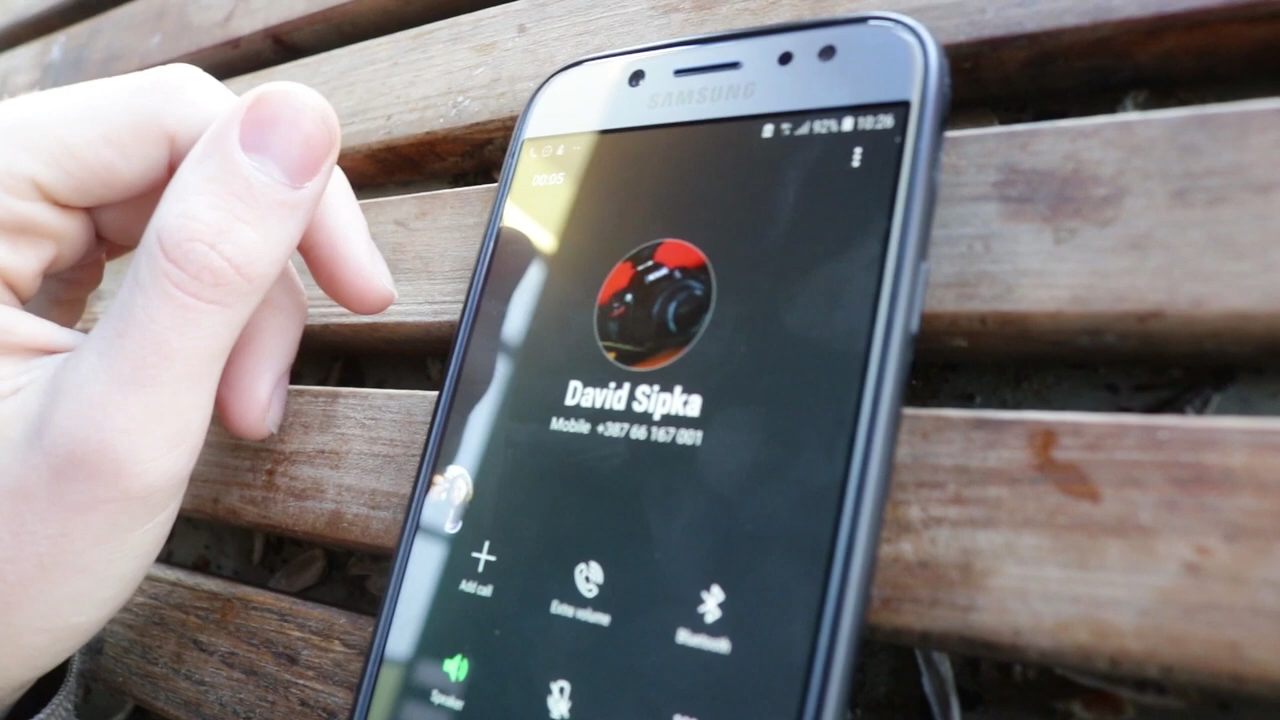 SAMSUNG
92% 10:26
00:05
David Sipka
Mobile +387 66 167 001
Add call
Extra volume
Bluetooth
Speaker